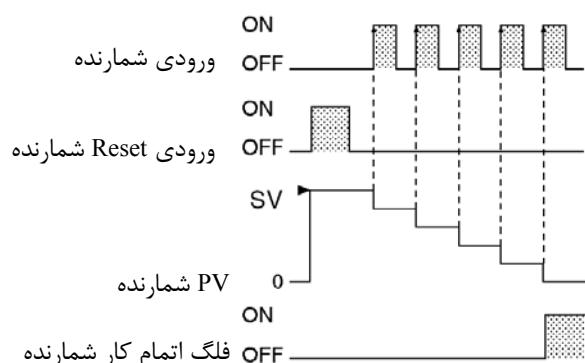 ON
ورودی شمارنده OFF
ON
ورودی Reset شمارنده OFF
SV
PV شمارنده 0
ON
فلگ اتمام کار شمارنده OFF